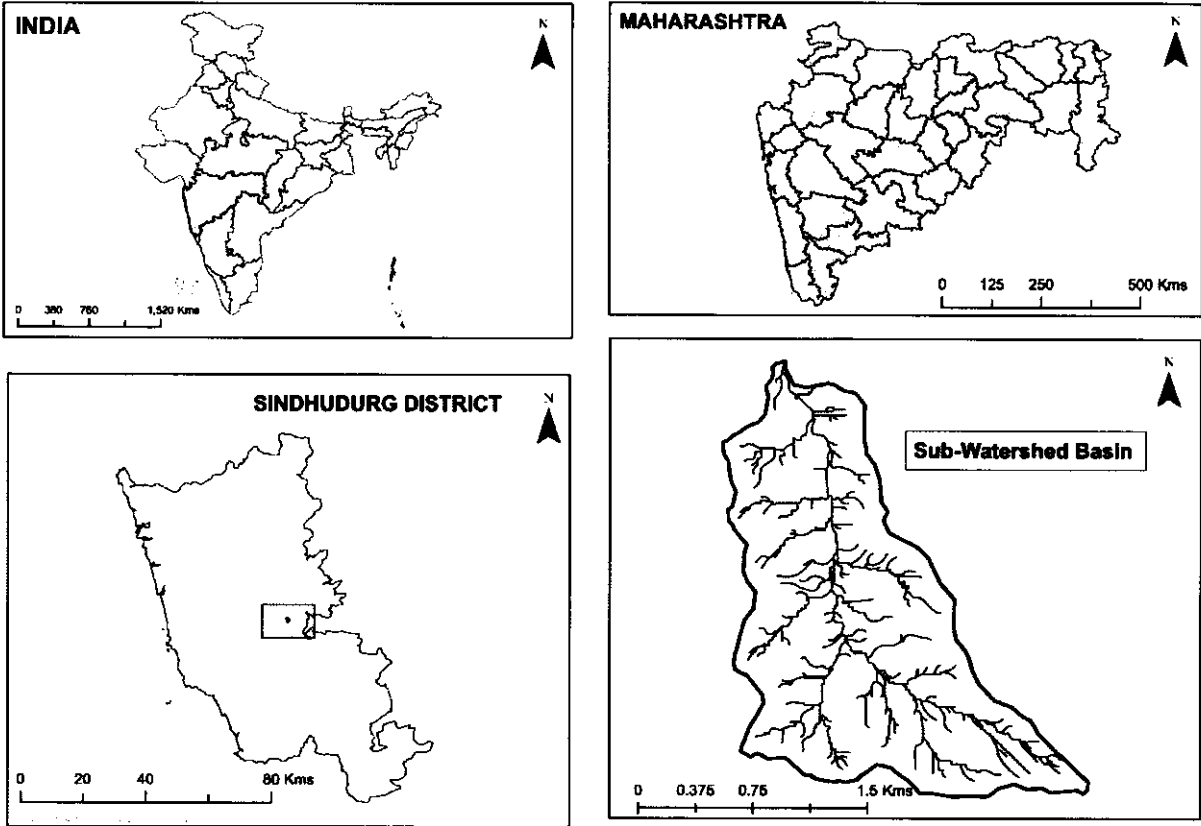 INDIA
N
0 380 760 1,520 Kms
MAHARASHTRA
N
0 125 250 500 Kms
SINDHUDURG DISTRICT
N
0 20 40 80 Kms
N
Sub-Watershed Basin
0 0.375 0.75 1.5 Kms